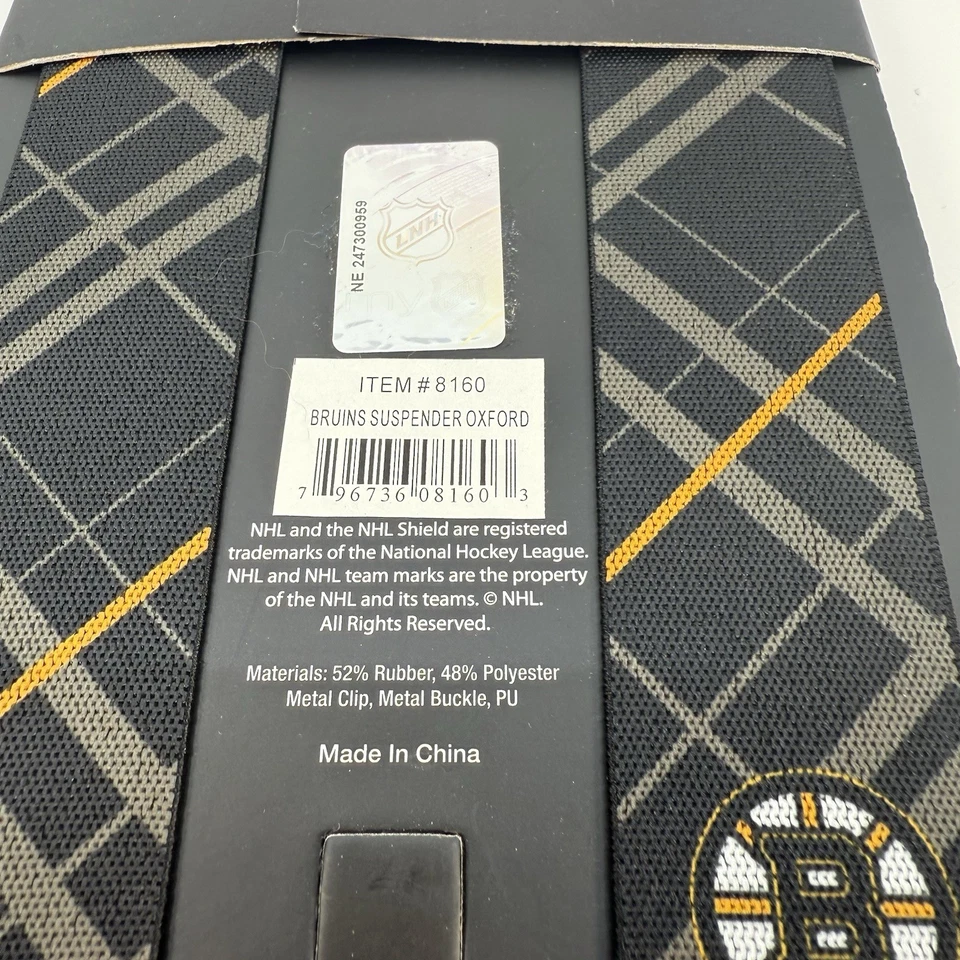 NE 247300959
LNH
ITEM # 8160
BRUINS SUSPENDER OXFORD
7 96736 08160 3
NHL and the NHL Shield are registered
trademarks of the National Hockey League.
NHL and NHL team marks are the property
of the NHL and its teams. © NHL.
All Rights Reserved.
Materials: 52% Rubber, 48% Polyester
Metal Clip, Metal Buckle, PU
Made In China
B